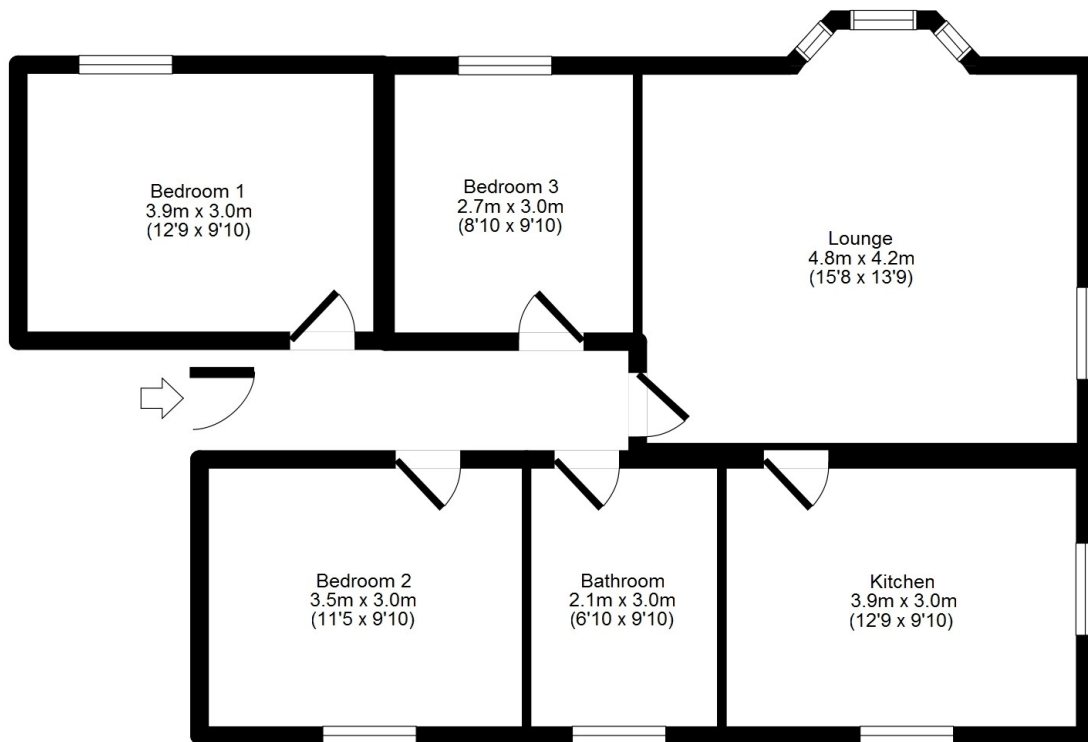 Bedroom 1
3.9m x 3.0m
(12'9 x 9'10)
Bedroom 3
2.7m x 3.0m
(8'10 x 9'10)
Lounge
4.8m x 4.2m
(15'8 x 13'9)
Bedroom 2
3.5m x 3.0m
(11'5 x 9'10)
Bathroom
2.1m x 3.0m
(6'10 x 9'10)
Kitchen
3.9m x 3.0m
(12'9 x 9'10)